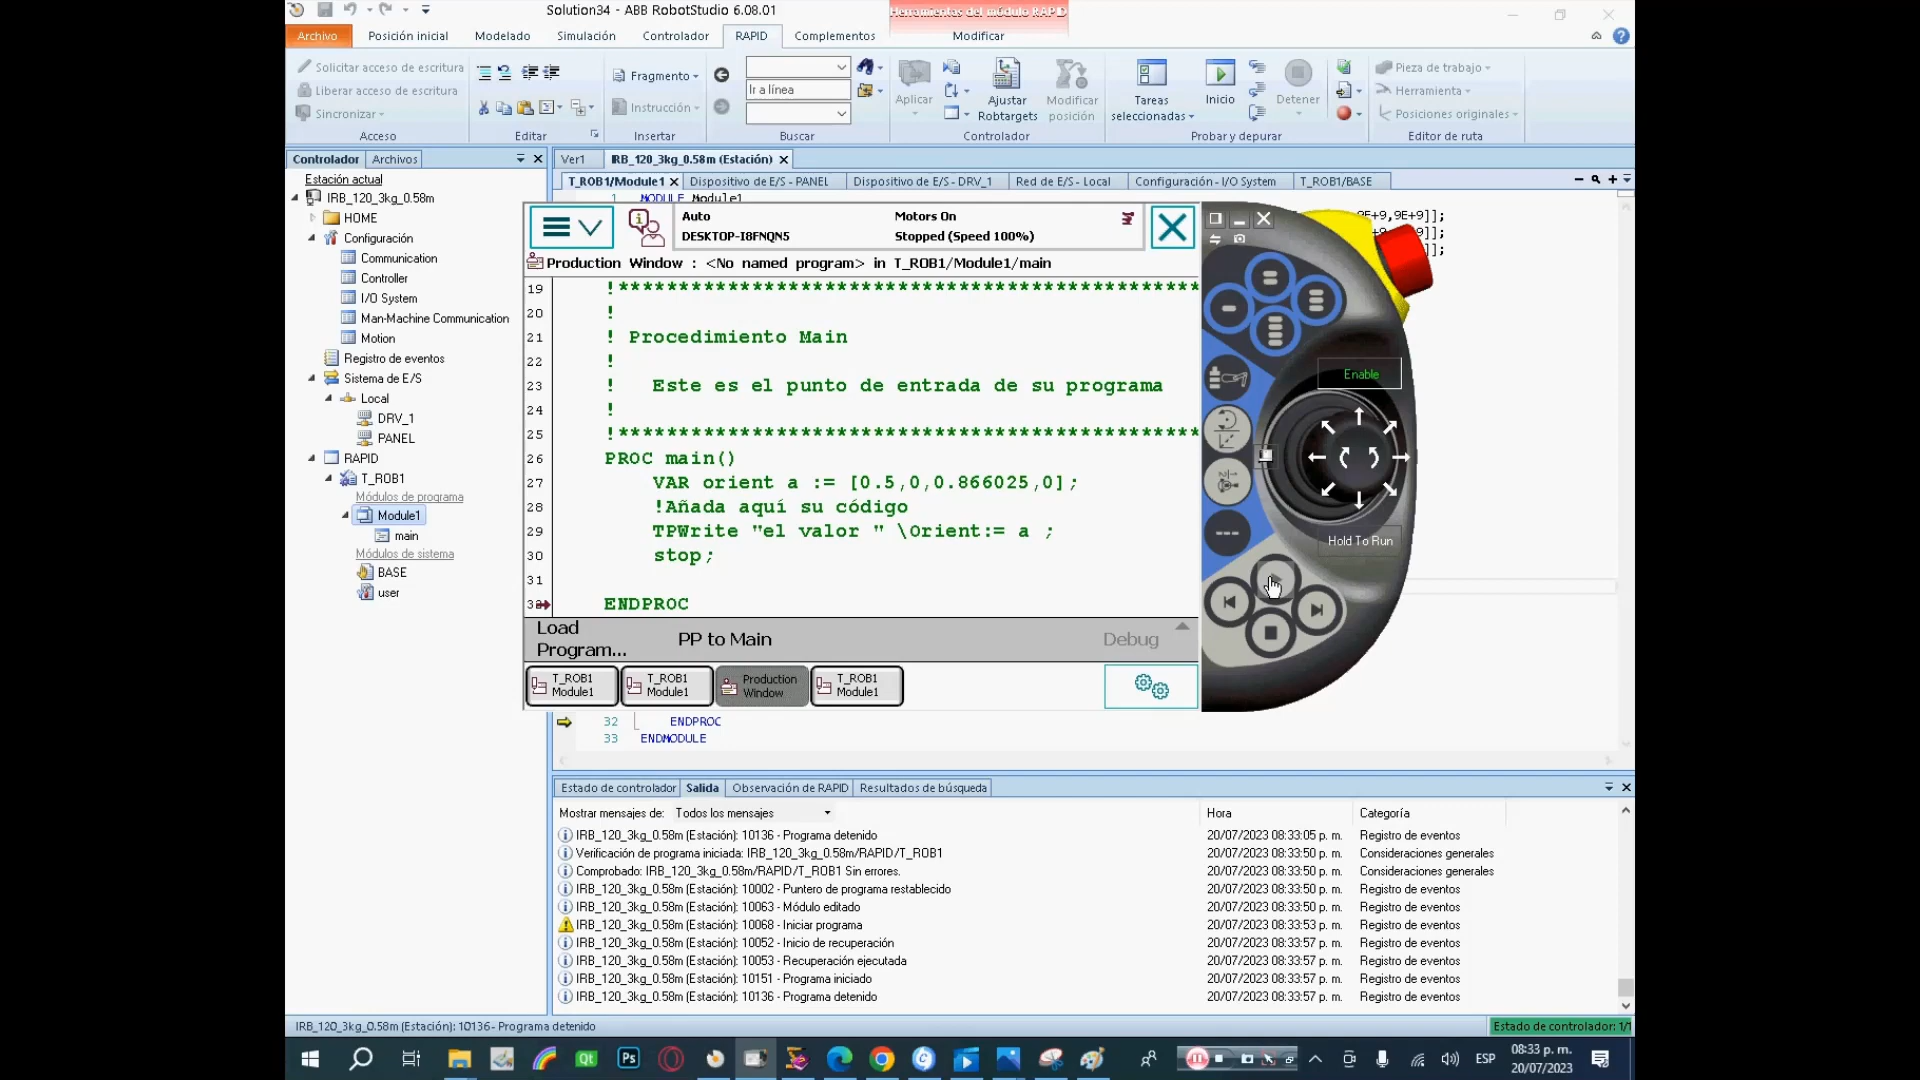 Solution34 - ABB RobotStudio 6.08.01
Herramientas del módulo RAPID
Archivo
Posición inicial
Modelado
Simulación
Controlador
RAPID
Complementos
Modificar
Solicitar acceso de escritura
Liberar acceso de escritura
Sincronizar
Acceso
Editar
Fragmento
Instrucción
Insertar
Ir a línea
Buscar
Aplicar
Ajustar
Robtargets
Modificar
posición
Controlador
Tareas
seleccionadas
Inicio
Detener
Probar y depurar
Pieza de trabajo
Herramienta
Posiciones originales
Editor de ruta
Controlador
Archivos
Estación actual
IRB_120_3kg_0.58m
HOME
Configuración
Communication
Controller
I/O System
Man-Machine Communication
Motion
Registro de eventos
Sistema de E/S
Local
DRV_1
PANEL
RAPID
T_ROB1
Módulos de programa
Module1
main
Módulos de sistema
BASE
user
Ver1
IRB_120_3kg_0.58m (Estación)
T_ROB1/Module1
Dispositivo de E/S - PANEL
Dispositivo de E/S - DRV_1
Red de E/S - Local
Configuración - I/O System
T_ROB1/BASE
1 MODULE Module1
9E+9,9E+9]];
Auto
DESKTOP-I8FNQN5
Motors On
Stopped (Speed 100%)
Production Window : <No named program> in T_ROB1/Module1/main
19 !************************************************
20 !
21 ! Procedimiento Main
22 !
23 ! Este es el punto de entrada de su programa
24 !
25 !************************************************
26 PROC main()
27 VAR orient a := [0.5,0,0.866025,0];
28 !Añada aquí su código
29 TPWrite "el valor " \Orient:= a ;
30 stop;
31
ENDPROC
Load
Program...
PP to Main
Debug
T_ROB1
Module1
T_ROB1
Module1
Production
Window
T_ROB1
Module1
Enable
Hold To Run
32 ENDPROC
33 ENDMODULE
Estado de controlador
Salida
Observación de RAPID
Resultados de búsqueda
Mostrar mensajes de: Todos los mensajes
Hora
Categoría
IRB_120_3kg_0.58m (Estación): 10136 - Programa detenido 20/07/2023 08:33:05 p. m. Registro de eventos
Verificación de programa iniciada: IRB_120_3kg_0.58m/RAPID/T_ROB1 20/07/2023 08:33:50 p. m. Consideraciones generales
Comprobado: IRB_120_3kg_0.58m/RAPID/T_ROB1 Sin errores. 20/07/2023 08:33:50 p. m. Consideraciones generales
IRB_120_3kg_0.58m (Estación): 10002 - Puntero de programa restablecido 20/07/2023 08:33:50 p. m. Registro de eventos
IRB_120_3kg_0.58m (Estación): 10063 - Módulo editado 20/07/2023 08:33:50 p. m. Registro de eventos
IRB_120_3kg_0.58m (Estación): 10068 - Iniciar programa 20/07/2023 08:33:53 p. m. Registro de eventos
IRB_120_3kg_0.58m (Estación): 10052 - Inicio de recuperación 20/07/2023 08:33:57 p. m. Registro de eventos
IRB_120_3kg_0.58m (Estación): 10053 - Recuperación ejecutada 20/07/2023 08:33:57 p. m. Registro de eventos
IRB_120_3kg_0.58m (Estación): 10151 - Programa iniciado 20/07/2023 08:33:57 p. m. Registro de eventos
IRB_120_3kg_0.58m (Estación): 10136 - Programa detenido 20/07/2023 08:33:57 p. m. Registro de eventos
IRB_120_3kg_0.58m (Estación): 10136- Programa detenido
Estado de controlador: 1/1
Qt
Ps
ESP
08:33 p. m.
20/07/2023